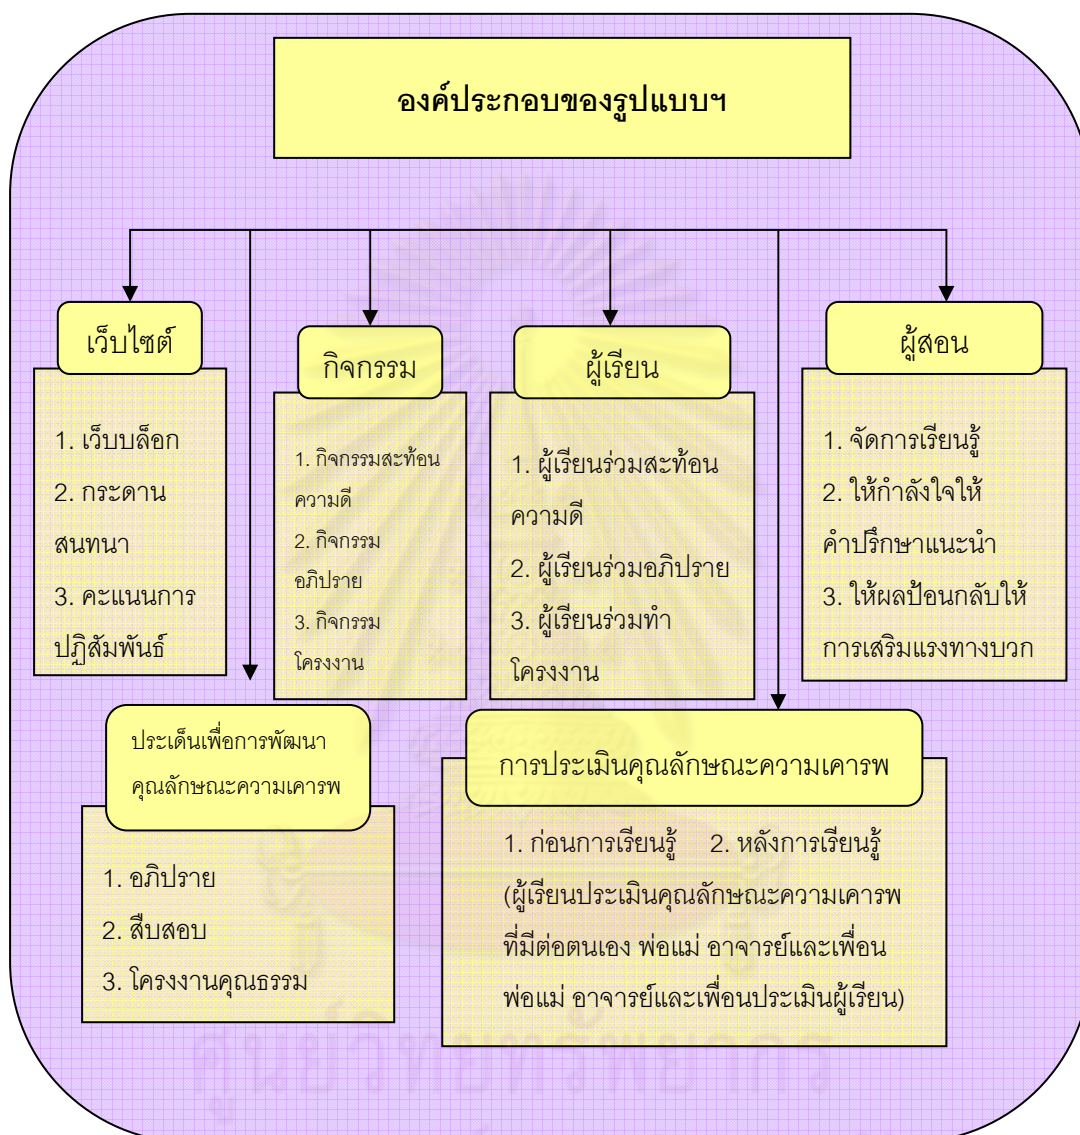 องค์ประกอบของรูปแบบฯ
เว็บไซต์
1. เว็บบล็อก
2. กระดาน
สนทนา
3. คะแนนการ
ปฏิสัมพันธ์
กิจกรรม
1. กิจกรรมสะท้อน
ความดี
2. กิจกรรม
อภิปราย
3. กิจกรรม
โครงงาน
ผู้เรียน
1. ผู้เรียนร่วมสะท้อน
ความดี
2. ผู้เรียนร่วมอภิปราย
3. ผู้เรียนร่วมทำ
โครงงาน
ผู้สอน
1. จัดการเรียนรู้
2. ให้กำลังใจให้
คำปรึกษาแนะนำ
3. ให้ผลป้อนกลับให้
การเสริมแรงทางบวก
ประเด็นเพื่อการพัฒนา
คุณลักษณะความเคารพ
1. อภิปราย
2. สืบสอบ
3. โครงงานคุณธรรม
การประเมินคุณลักษณะความเคารพ
1. ก่อนการเรียนรู้ 2. หลังการเรียนรู้
(ผู้เรียนประเมินคุณลักษณะความเคารพ
ที่มีต่อตนเอง พ่อแม่ อาจารย์และเพื่อน
พ่อแม่ อาจารย์และเพื่อนประเมินผู้เรียน)
ศูนย์วิทยทรัพยากร